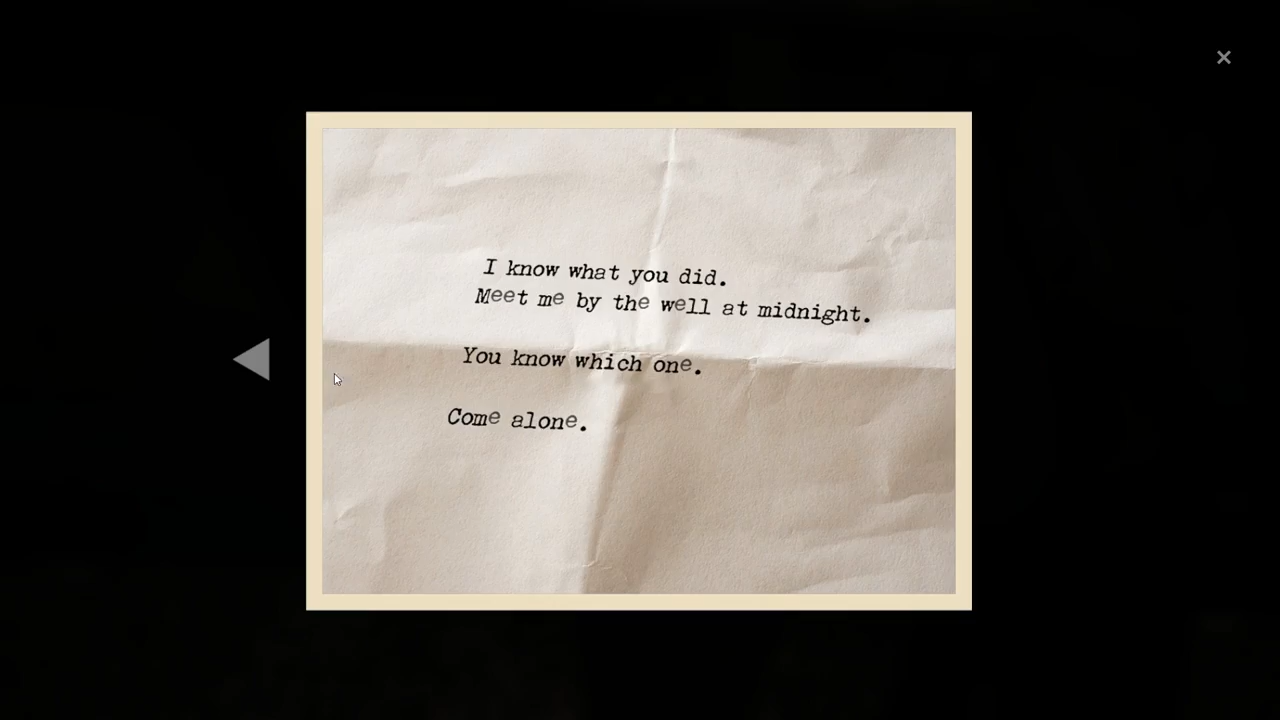 I know what you did.
Meet me by the well at midnight.
You know which one.
Come alone.